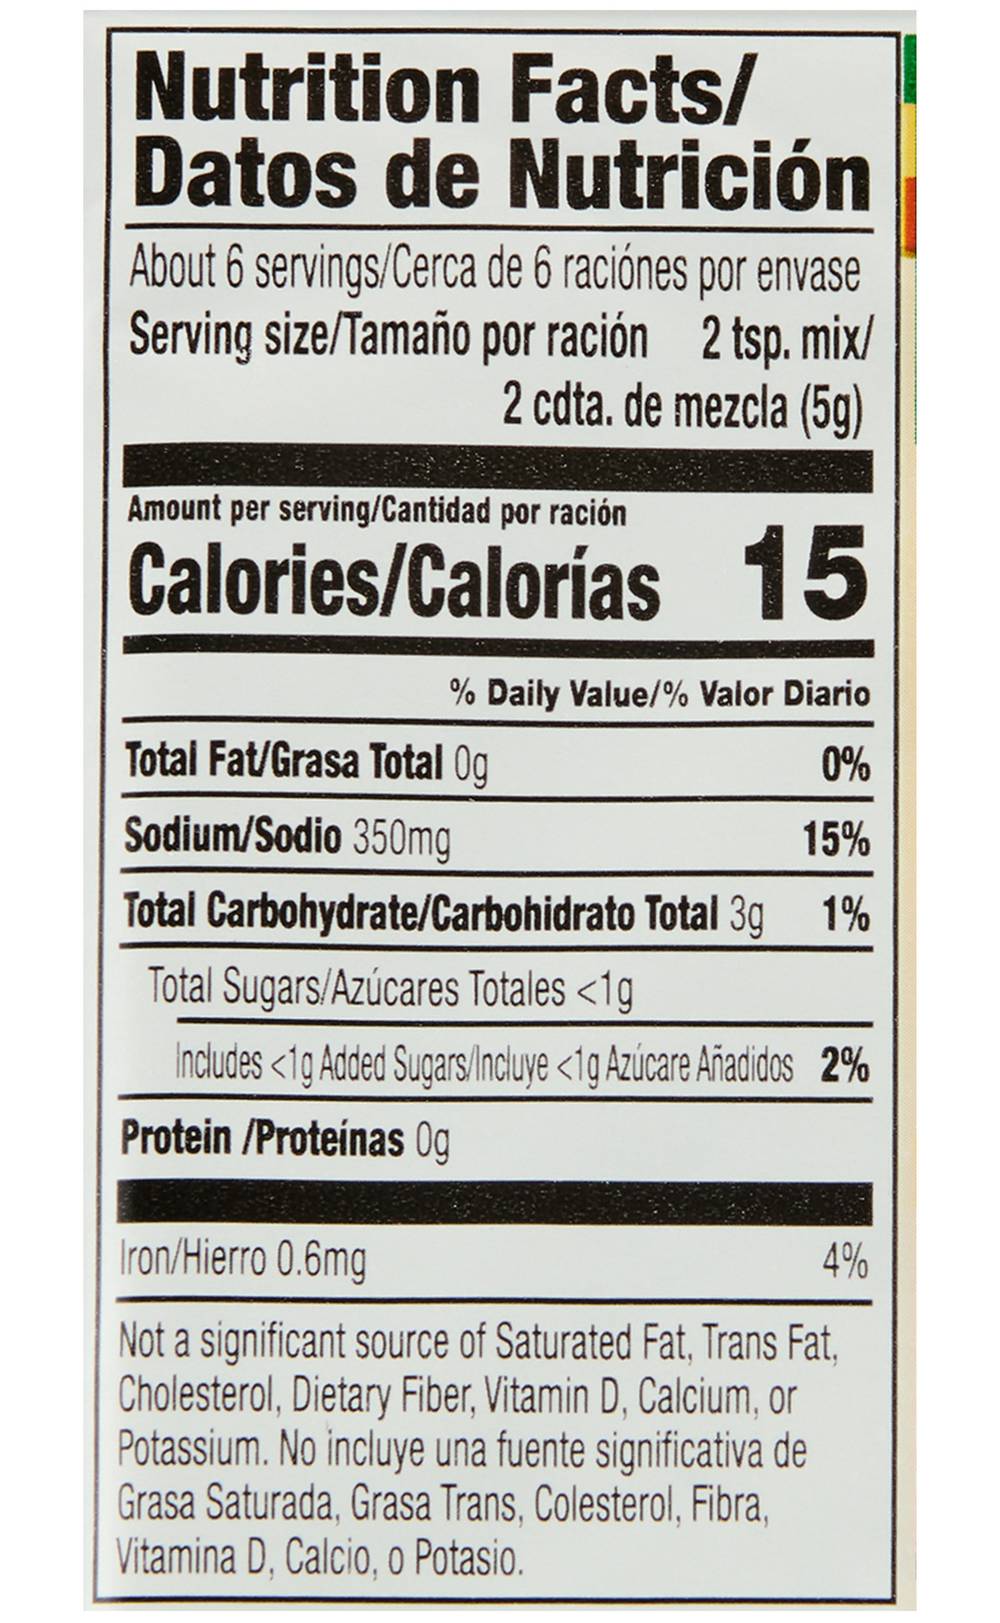 Nutrition Facts/
Datos de Nutrición
About 6 servings/Cerca de 6 raciónes por envase
Serving size/Tamaño por ración 2 tsp. mix/
2 cdta. de mezcla (5g)
Amount per serving/Cantidad por ración
Calories/Calorías 15
% Daily Value/% Valor Diario
Total Fat/Grasa Total 0g 0%
Sodium/Sodio 350mg 15%
Total Carbohydrate/Carbohidrato Total 3g 1%
Total Sugars/Azúcares Totales <1g
Includes <1g Added Sugars/Incluye <1g Azúcare Añadidos 2%
Protein /Proteínas 0g
Iron/Hierro 0.6mg 4%
Not a significant source of Saturated Fat, Trans Fat,
Cholesterol, Dietary Fiber, Vitamin D, Calcium, or
Potassium. No incluye una fuente significativa de
Grasa Saturada, Grasa Trans, Colesterol, Fibra,
Vitamina D, Calcio, o Potasio.